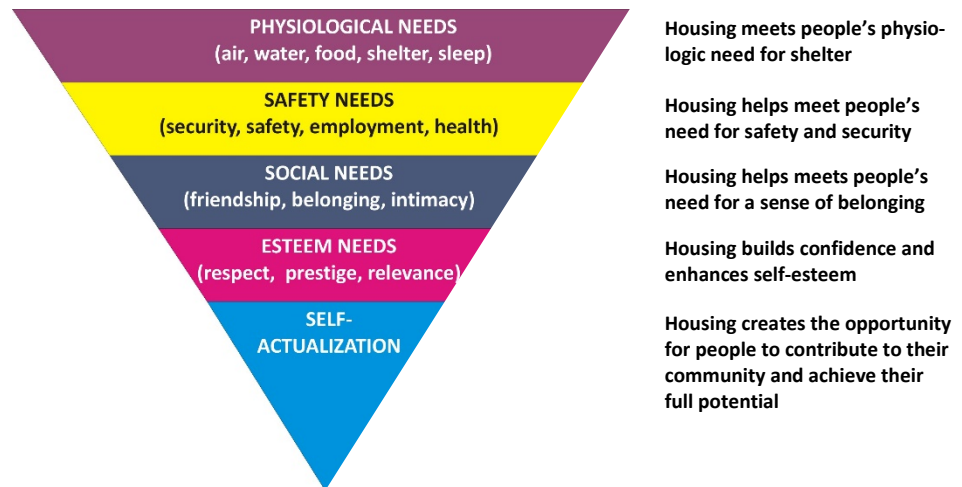 PHYSIOLOGICAL NEEDS
(air, water, food, shelter, sleep)
Housing meets people's physio-
logic need for shelter
SAFETY NEEDS
(security, safety, employment, health)
Housing helps meet people's
need for safety and security
SOCIAL NEEDS
(friendship, belonging, intimacy)
Housing helps meets people's
need for a sense of belonging
ESTEEM NEEDS
(respect,  prestige, relevance)
Housing builds confidence and
enhances self-esteem
SELF-
ACTUALIZATION
Housing creates the opportunity
for people to contribute to their
community and achieve their
full potential